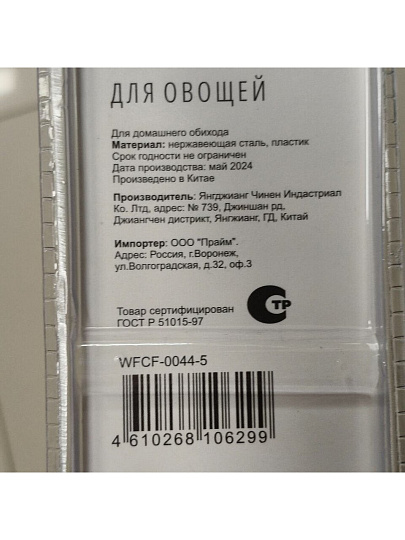 ДЛЯ ОВОЩЕЙ
Для домашнего обихода
Материал: нержавеющая сталь, пластик
Срок годности не ограничен
Дата производства: май 2024
Произведено в Китае
Производитель: Янгджианг Чинен Индастриал
Ко. Лтд, адрес: № 739, Джиншан рд,
Джиангчен дистрикт, Янгжианг, ГД, Китай
Импортер: ООО "Прайм".
Адрес: Россия, г.Воронеж,
ул.Волгоградская, д.32, оф.3
Товар сертифицирован
ГОСТ Р 51015-97
СТР
WFCF-0044-5
4 610268 106299